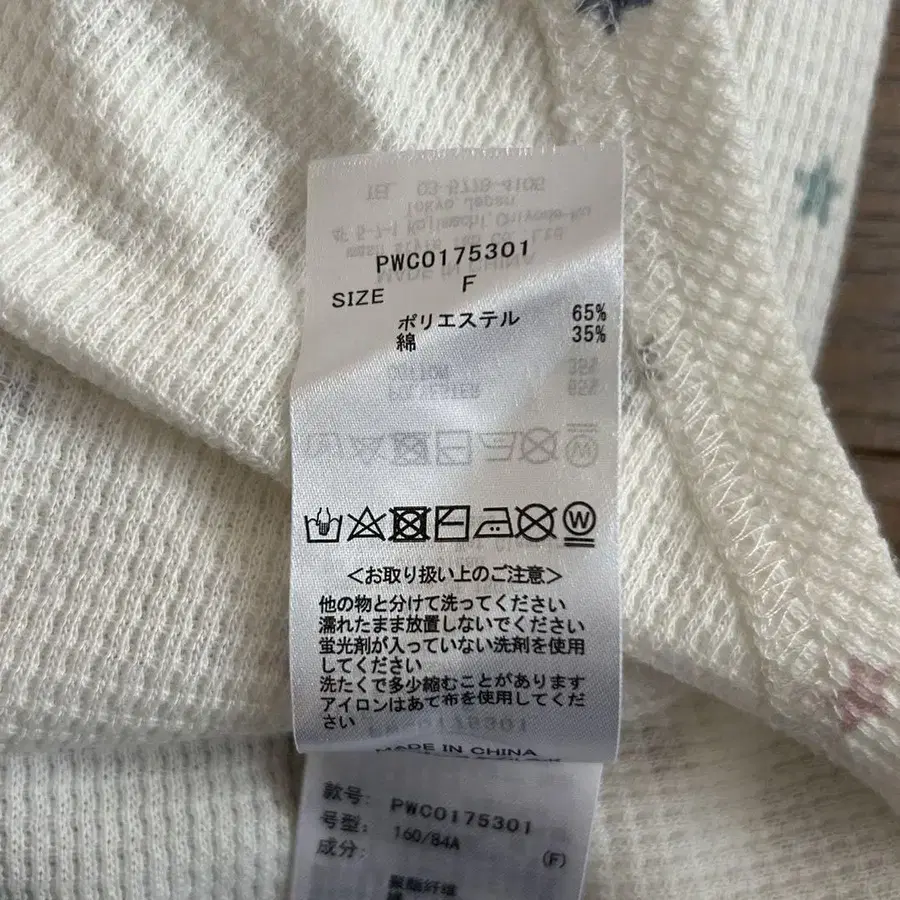 PWC0175301
SIZE F
ポリエステル 65%
綿 35%
<お取り扱い上のご注意>
他の物と分けて洗ってください
濡れたまま放置しないでください
蛍光剤が入っていない洗剤を使用
してください
洗たくで多少縮むことがあります
アイロンはあて布を使用してくだ
さい
MADE IN CHINA
款号: PWC0175301
号型: 160/84A (F)
成分:
聚酯纤维